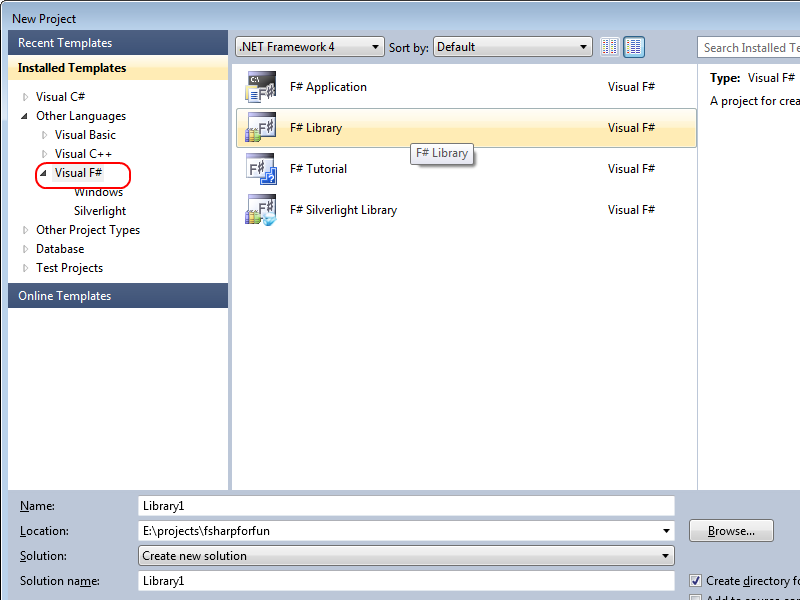 New Project
Recent Templates
Installed Templates
Visual C#
Other Languages
Visual Basic
Visual C++
Visual F#
Windows
Silverlight
Other Project Types
Database
Test Projects
Online Templates
.NET Framework 4 Sort by: Default Search Installed Te
F# Application Visual F#
F# Library Visual F#
F# Library
F# Tutorial Visual F#
F# Silverlight Library Visual F#
Type: Visual F#
A project for crea
Name: Library1
Location: E:\projects\fsharpforfun Browse...
Solution: Create new solution
Solution name: Library1 Create directory fo
Add to source con